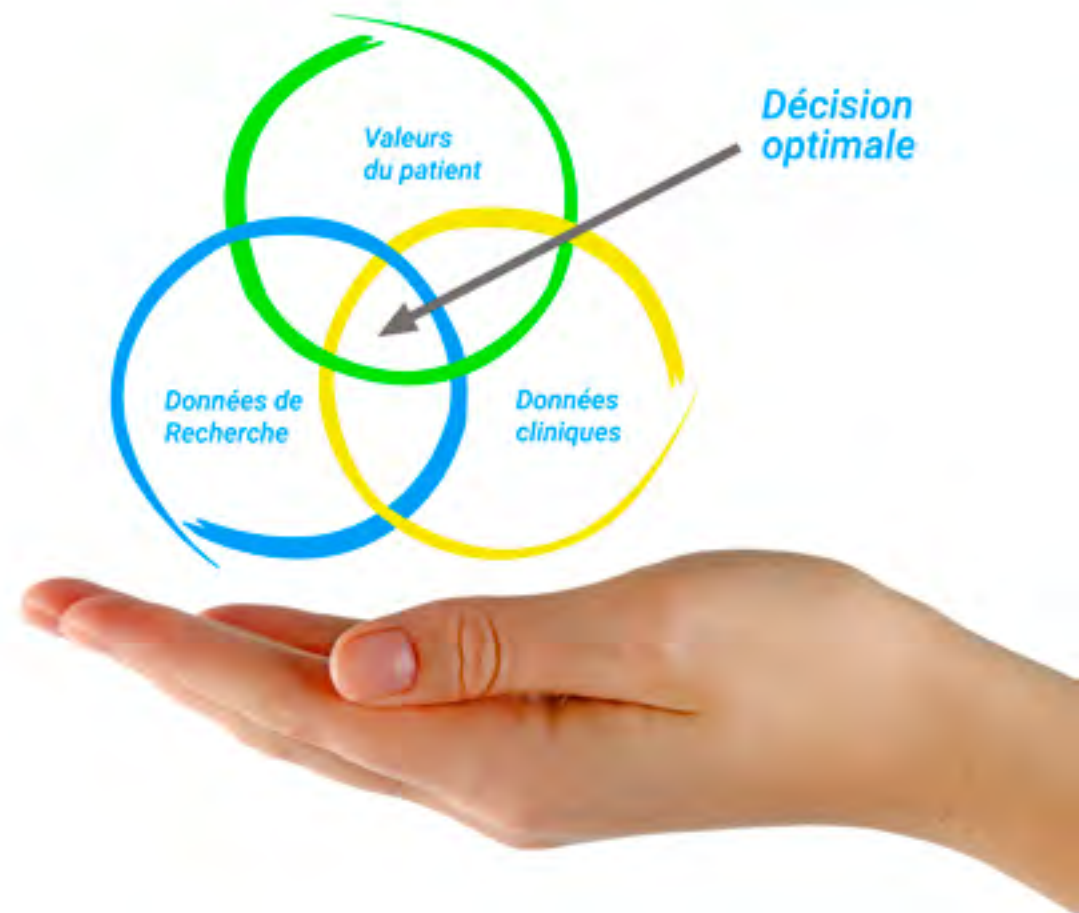 Décision
optimale
Valeurs
du patient
Données de
Recherche
Données
cliniques